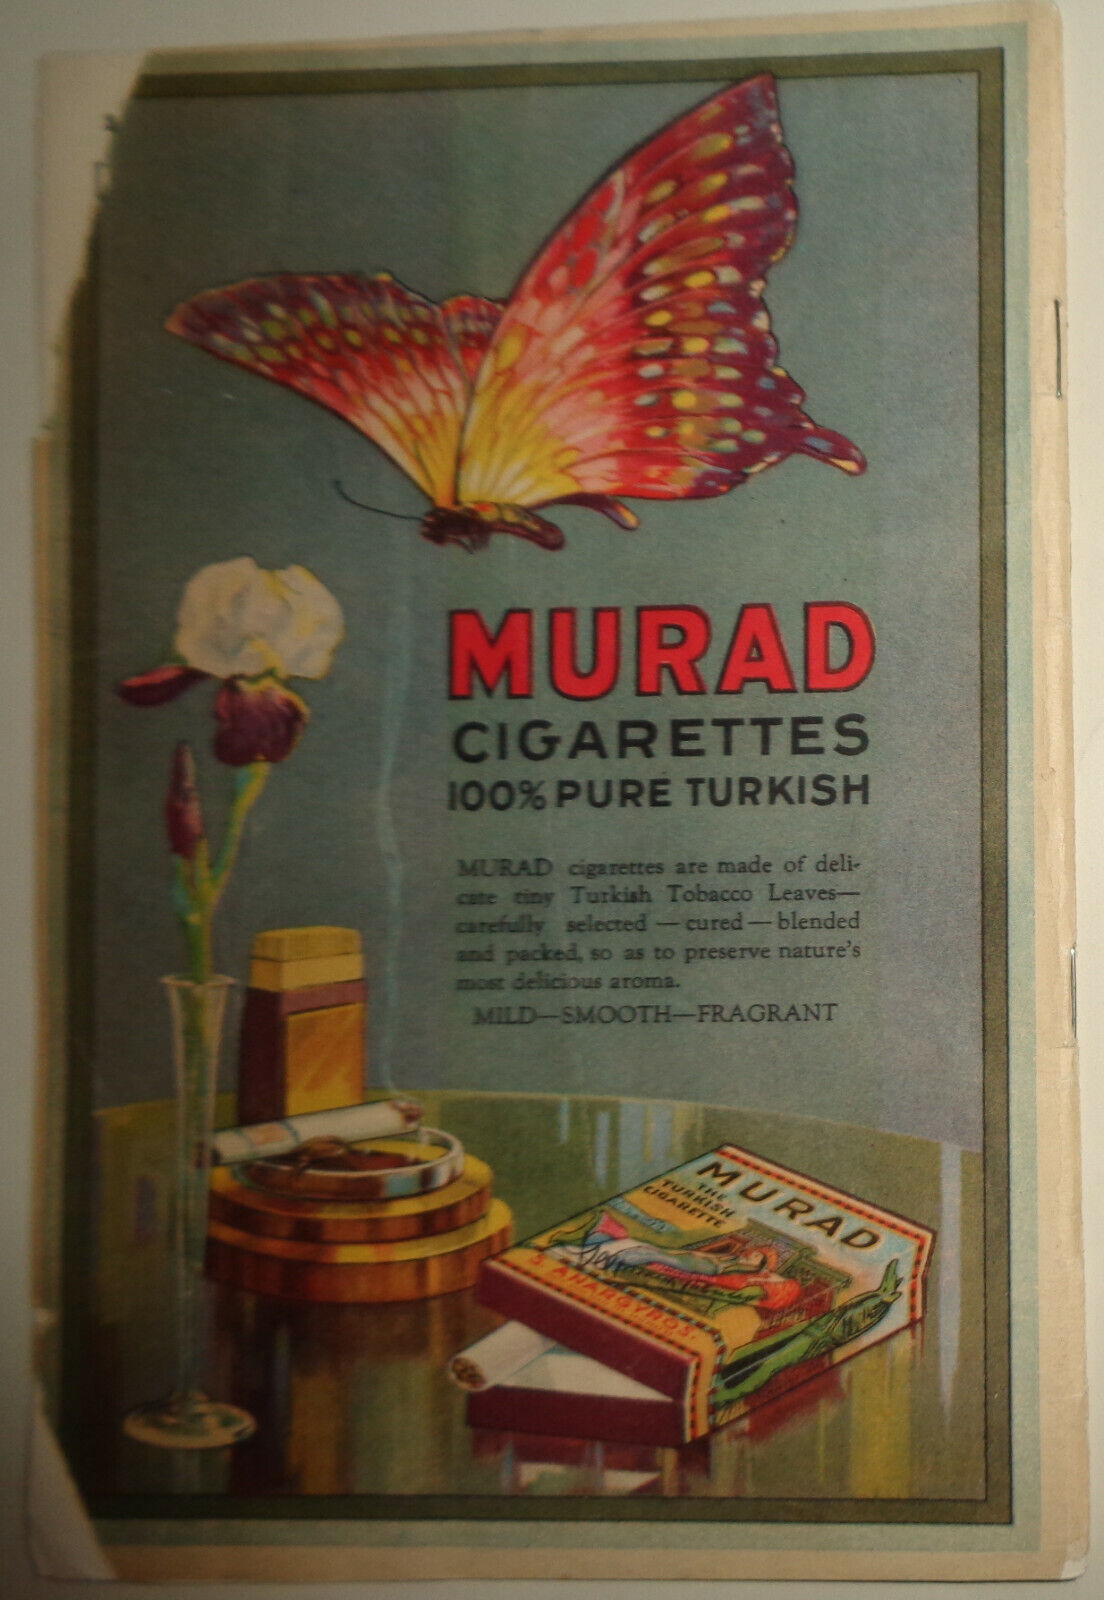 MURAD
CIGARETTES
100% PURE TURKISH
MURAD cigarettes are made of deli-
cate tiny Turkish Tobacco Leaves—
carefully selected — cured — blended
and packed, so as to preserve nature's
most delicious aroma.
MILD—SMOOTH—FRAGRANT
MURAD
THE
TURKISH
CIGARETTE
S. ANARGYROS.